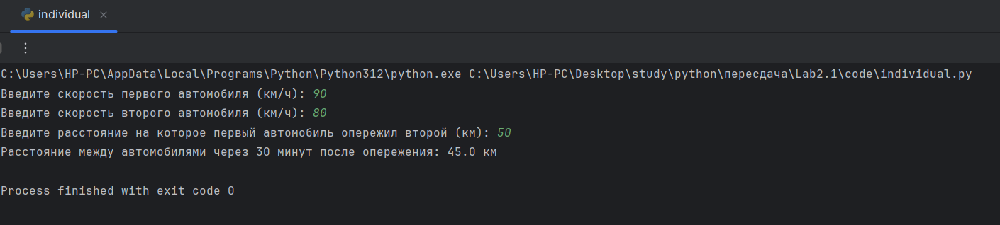 individual
C:\Users\HP-PC\AppData\Local\Programs\Python\Python312\python.exe C:\Users\HP-PC\Desktop\study\python\пересдача\Lab2.1\code\individual.py
Введите скорость первого автомобиля (км/ч): 90
Введите скорость второго автомобиля (км/ч): 80
Введите расстояние на которое первый автомобиль опережил второй (км): 50
Расстояние между автомобилями через 30 минут после опережения: 45.0 км
Process finished with exit code 0